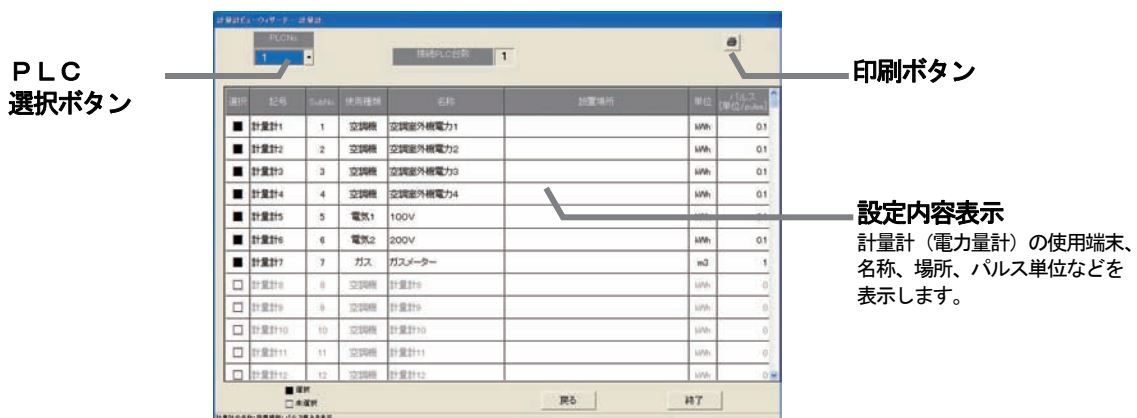 計量計ビューウィザード - 計量計
PLCNo.
1
接続PLC台数 1
ＰＬＣ
選択ボタン
印刷ボタン
選択 記号 SubNo. 使用種類 名称 設置場所 単位 パルス [単位/pulse]
■ 計量計1 1 空調機 空調室外機電力1 kWh 0.1
■ 計量計2 2 空調機 空調室外機電力2 kWh 0.1
■ 計量計3 3 空調機 空調室外機電力3 kWh 0.1
■ 計量計4 4 空調機 空調室外機電力4 kWh 0.1
■ 計量計5 5 電気1 100V
■ 計量計6 6 電気2 200V kWh 0.1
■ 計量計7 7 ガス ガスメーター m3 1
□ 計量計8 8 空調機 kWh 0
□ 計量計9 9 空調機 計量計9 kWh 0
□ 計量計10 10 空調機 計量計10 kWh 0
□ 計量計11 11 空調機 計量計11 kWh 0
□ 計量計12 12 空調機 計量計12 kWh 0
設定内容表示
計量計（電力量計）の使用端末、
名称、場所、パルス単位などを
表示します。
■ 選択
□ 未選択
戻る 終了